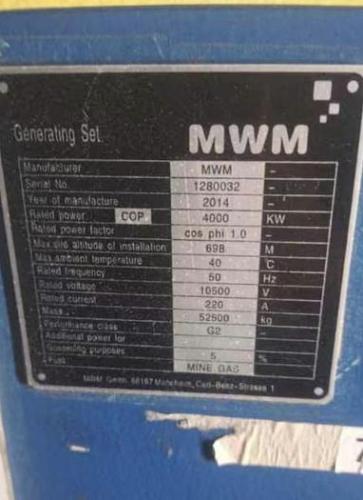 Generating Set MWM
Manufacturer MWM -
Serial No. 1280032 -
Year of manufacture 2014 -
Rated power COP 4000 KW
Rated power factor cos phi 1.0 -
Max site altitude of installation 698 M
Max ambient temperature 40 °C
Rated frequency 50 Hz
Rated voltage 10500 V
Rated current 220 A
Mass 52500 kg
Performance class G2 -
Additional power for
governing purposes 5 %
Fuel MINE GAS -
MWM GmbH, 68167 Mannheim, Carl-Benz-Strasse 1